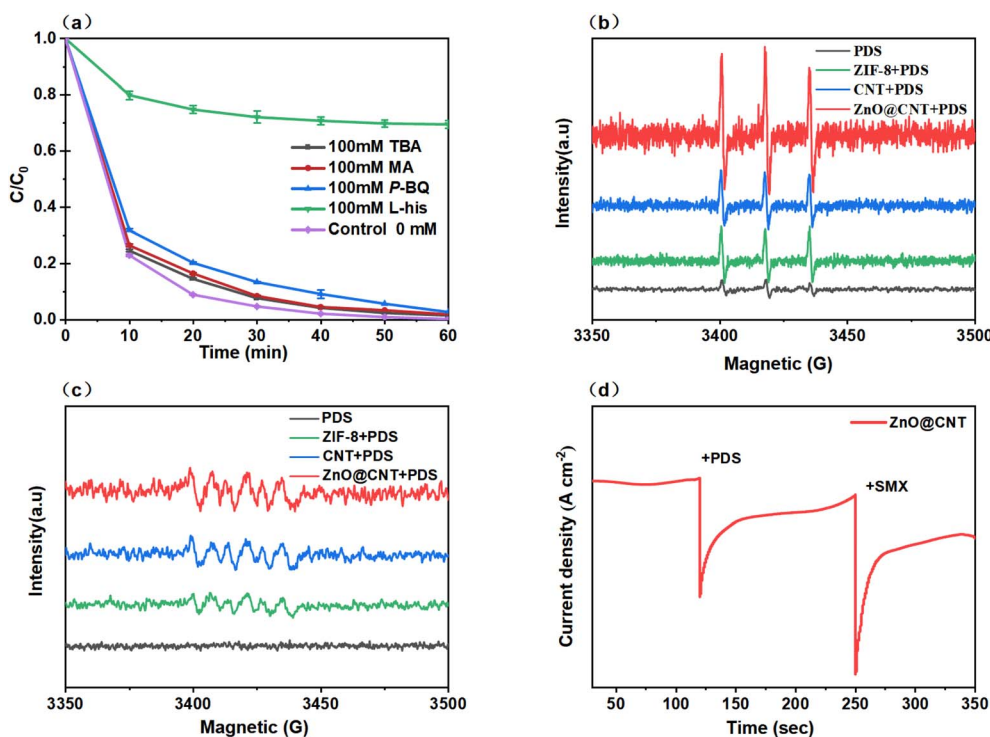 （a）
C/C0
1.0
0.8
0.6
0.4
0.2
0.0
100mM TBA
100mM MA
100mM P-BQ
100mM L-his
Control 0 mM
0 10 20 30 40 50 60
Time (min)
（b）
Intensity(a.u)
PDS
ZIF-8+PDS
CNT+PDS
ZnO@CNT+PDS
3350 3400 3450 3500
Magnetic (G)
（c）
Intensity(a.u)
PDS
ZIF-8+PDS
CNT+PDS
ZnO@CNT+PDS
3350 3400 3450 3500
Magnetic (G)
（d）
Current density (A cm-2)
ZnO@CNT
+PDS
+SMX
50 100 150 200 250 300 350
Time (sec)